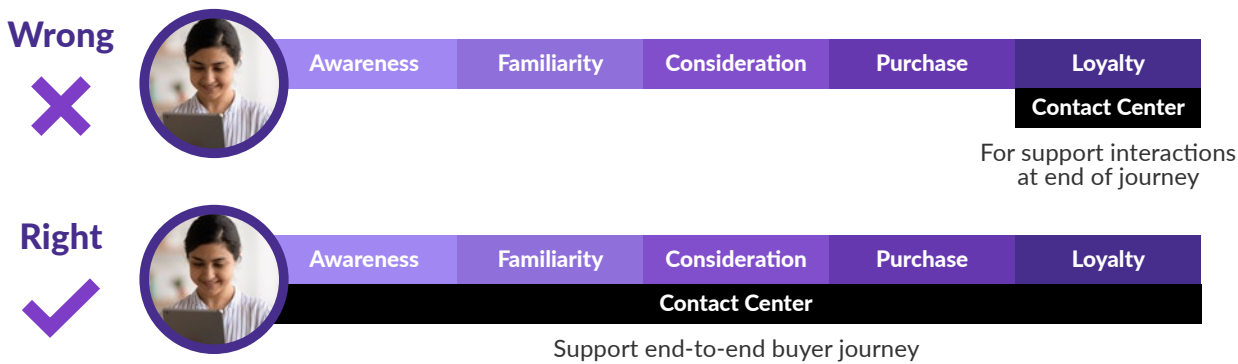 Wrong
Awareness Familiarity Consideration Purchase Loyalty
Contact Center
For support interactions
at end of journey
Right
Awareness Familiarity Consideration Purchase Loyalty
Contact Center
Support end-to-end buyer journey